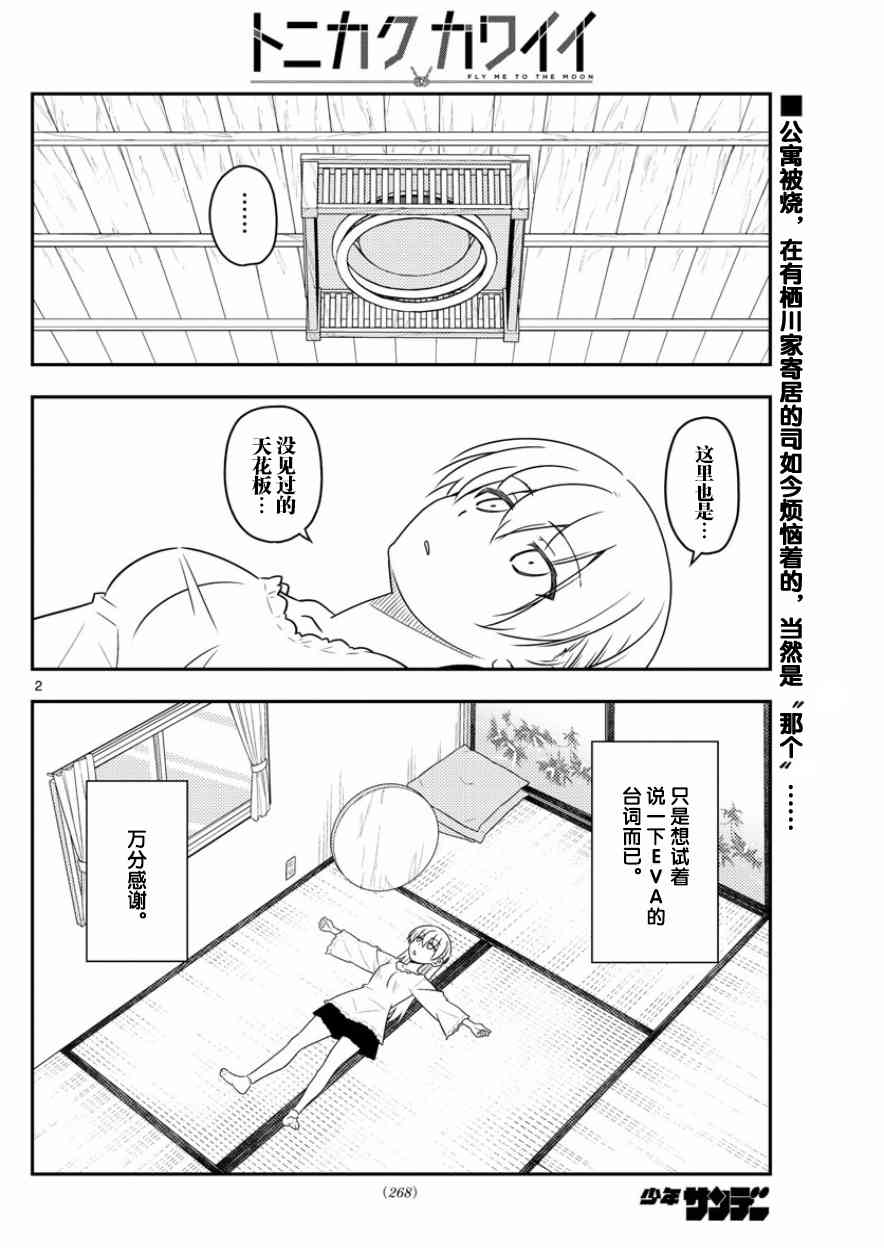 トニカクカワイイ
FLY ME TO THE MOON
■公寓被烧，在有栖川家寄居的司如今烦恼着的，当然是〝那个〟……
……
这里也是…
没见过的
天花板…
2
只是想试着
说一下EVA的
台词而已。
万分感谢。
(268)
少年サンデー